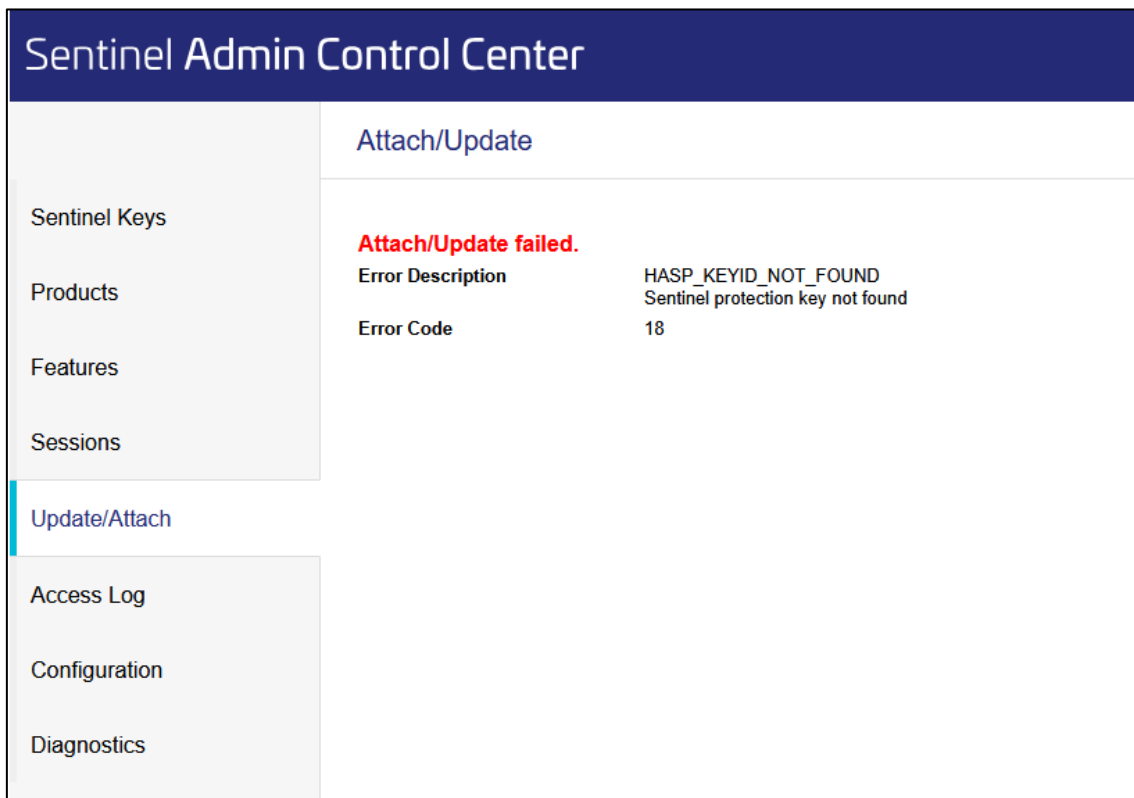 Sentinel Admin Control Center
Attach/Update
Sentinel Keys
Products
Features
Sessions
Update/Attach
Access Log
Configuration
Diagnostics
Attach/Update failed.
Error Description HASP_KEYID_NOT_FOUND
Sentinel protection key not found
Error Code 18